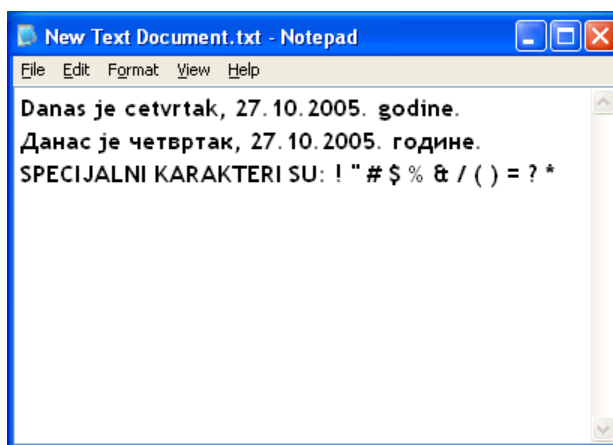 New Text Document.txt - Notepad
File Edit Format View Help
Danas je cetvrtak, 27.10.2005. godine.
Данас је четвртак, 27.10.2005. године.
SPECIJALNI KARAKTERI SU: ! " # $ % & / ( ) = ? *